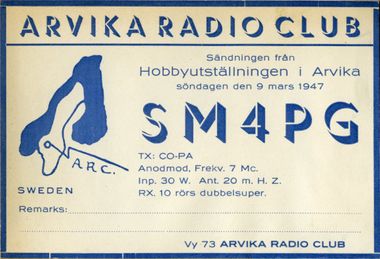 ARVIKA RADIO CLUB
Sändningen från
Hobbyutställningen i Arvika
söndagen den 9 mars 1947
SM4PG
A.R.C.
TX: CO-PA
Anodmod, Frekv. 7 Mc.
Inp. 30 W. Ant. 20 m. H. Z.
RX. 10 rörs dubbelsuper.
SWEDEN
Remarks:
Vy 73 ARVIKA RADIO CLUB